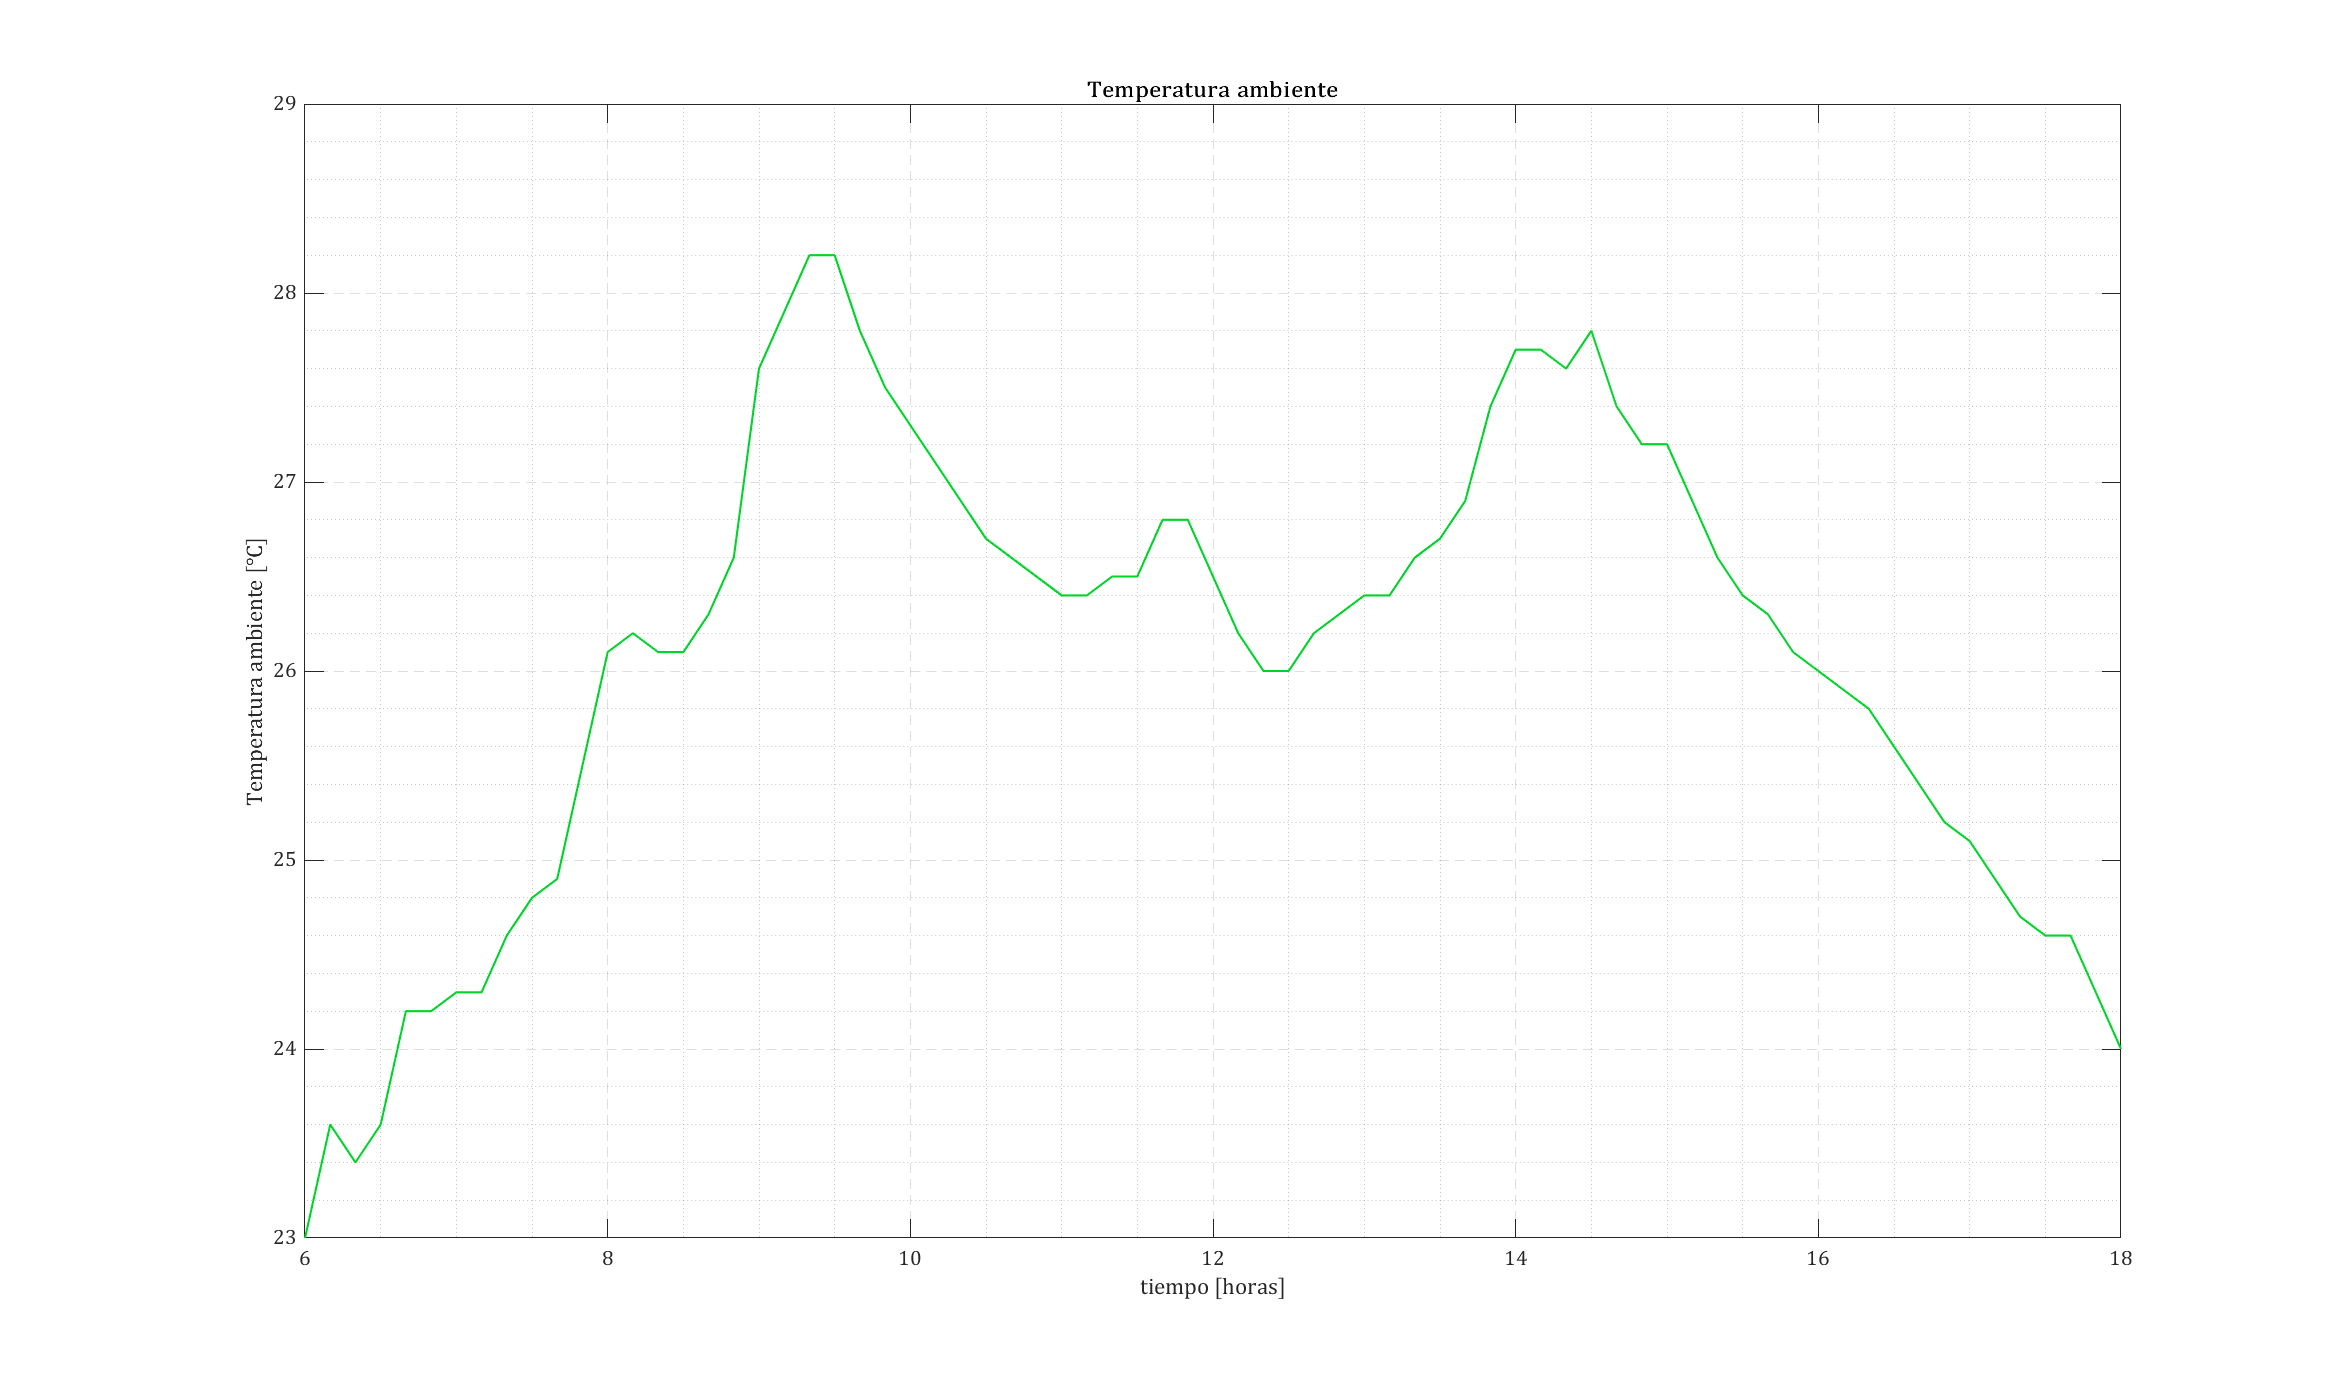 Temperatura ambiente
29
28
27
26
25
24
23
Temperatura ambiente [°C]
6 8 10 12 14 16 18
tiempo [horas]